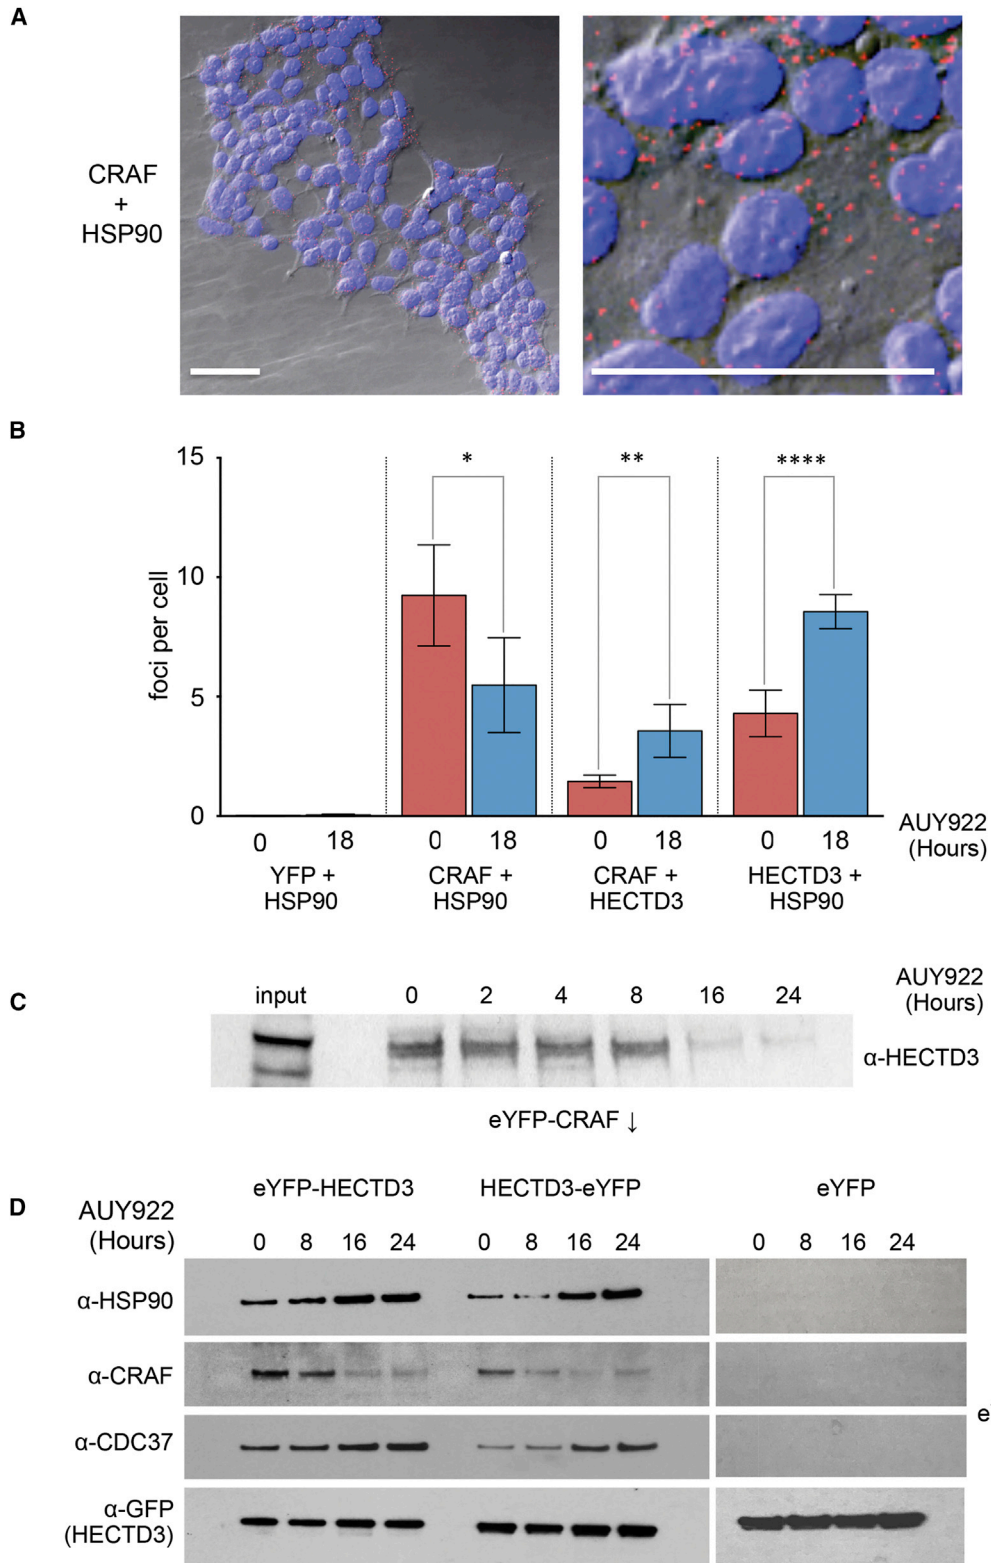 A
CRAF
+
HSP90
B
15
10
5
0
foci per cell
*
**
****
0 18 0 18 0 18 0 18
AUY922
(Hours)
YFP +
HSP90
CRAF +
HSP90
CRAF +
HECTD3
HECTD3 +
HSP90
C
input 0 2 4 8 16 24
AUY922
(Hours)
α-HECTD3
eYFP-CRAF ↓
D
eYFP-HECTD3 HECTD3-eYFP eYFP
AUY922
(Hours)
0 8 16 24 0 8 16 24 0 8 16 24
α-HSP90
α-CRAF
e
α-CDC37
α-GFP
(HECTD3)